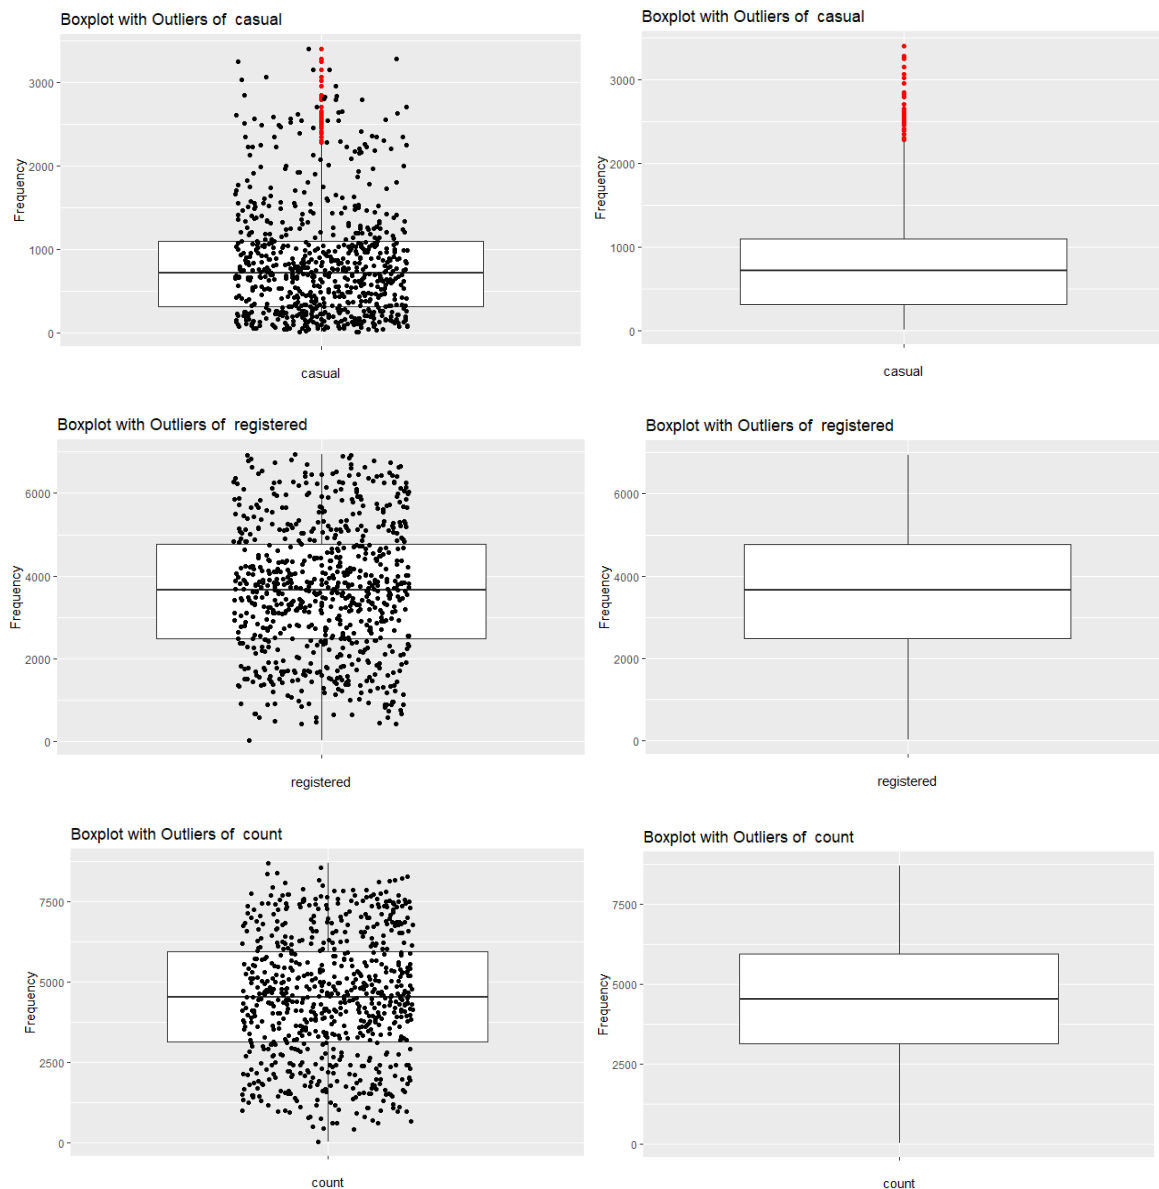 Boxplot with Outliers of  casual
Frequency
3000
2000
1000
0
casual
Boxplot with Outliers of  casual
Frequency
3000
2000
1000
0
casual
Boxplot with Outliers of  registered
Frequency
6000
4000
2000
0
registered
Boxplot with Outliers of  registered
Frequency
6000
4000
2000
0
registered
Boxplot with Outliers of  count
Frequency
7500
5000
2500
0
count
Boxplot with Outliers of  count
Frequency
7500
5000
2500
0
count